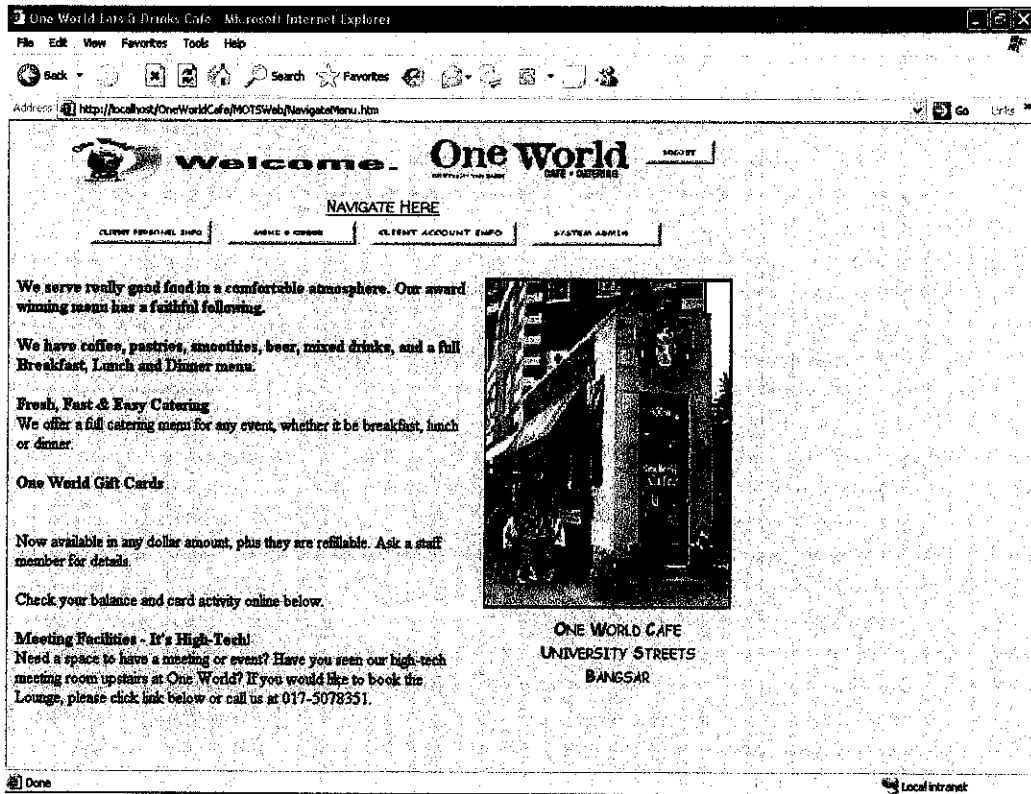 One World Eats & Drinks Cafe - Microsoft Internet Explorer
File Edit View Favorites Tools Help
Back Search Favorites
Address http://localhost/OneWorldCafe/MOTSWeb/NavigateMenu.htm Go Links »
One World
Welcome. One World LOGOUT
CAFE • CATERING
NAVIGATE HERE
CLIENT PERSONEL INFO MENU & ORDER CLIENT ACCOUNT INFO SYSTEM ADMIN
We serve really good food in a comfortable atmosphere. Our award
winning menu has a faithful following.
We have coffee, pastries, smoothies, beer, mixed drinks, and a full
Breakfast, Lunch and Dinner menu.
Fresh, Fast & Easy Catering
We offer a full catering menu for any event, whether it be breakfast, lunch
or dinner.
One World Gift Cards
Now available in any dollar amount, plus they are refillable. Ask a staff
member for details.
Check your balance and card activity online below.
Meeting Facilities - It's High-Tech!
Need a space to have a meeting or event? Have you seen our high-tech
meeting room upstairs at One World? If you would like to book the
Lounge, please click link below or call us at 017-5078351.
ONE WORLD CAFE
UNIVERSITY STREETS
BANGSAR
Done Local intranet